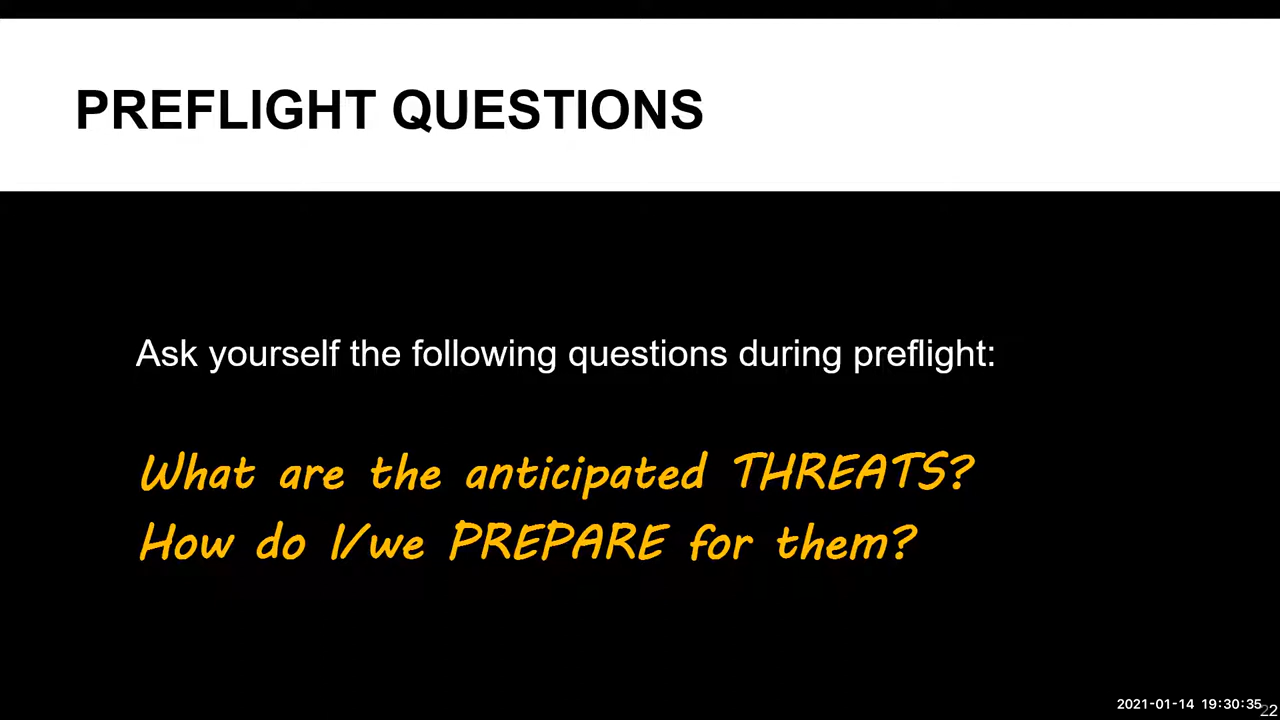 PREFLIGHT QUESTIONS
Ask yourself the following questions during preflight:
What are the anticipated THREATS?
How do I/we PREPARE for them?
2021-01-14 19:30:35
22